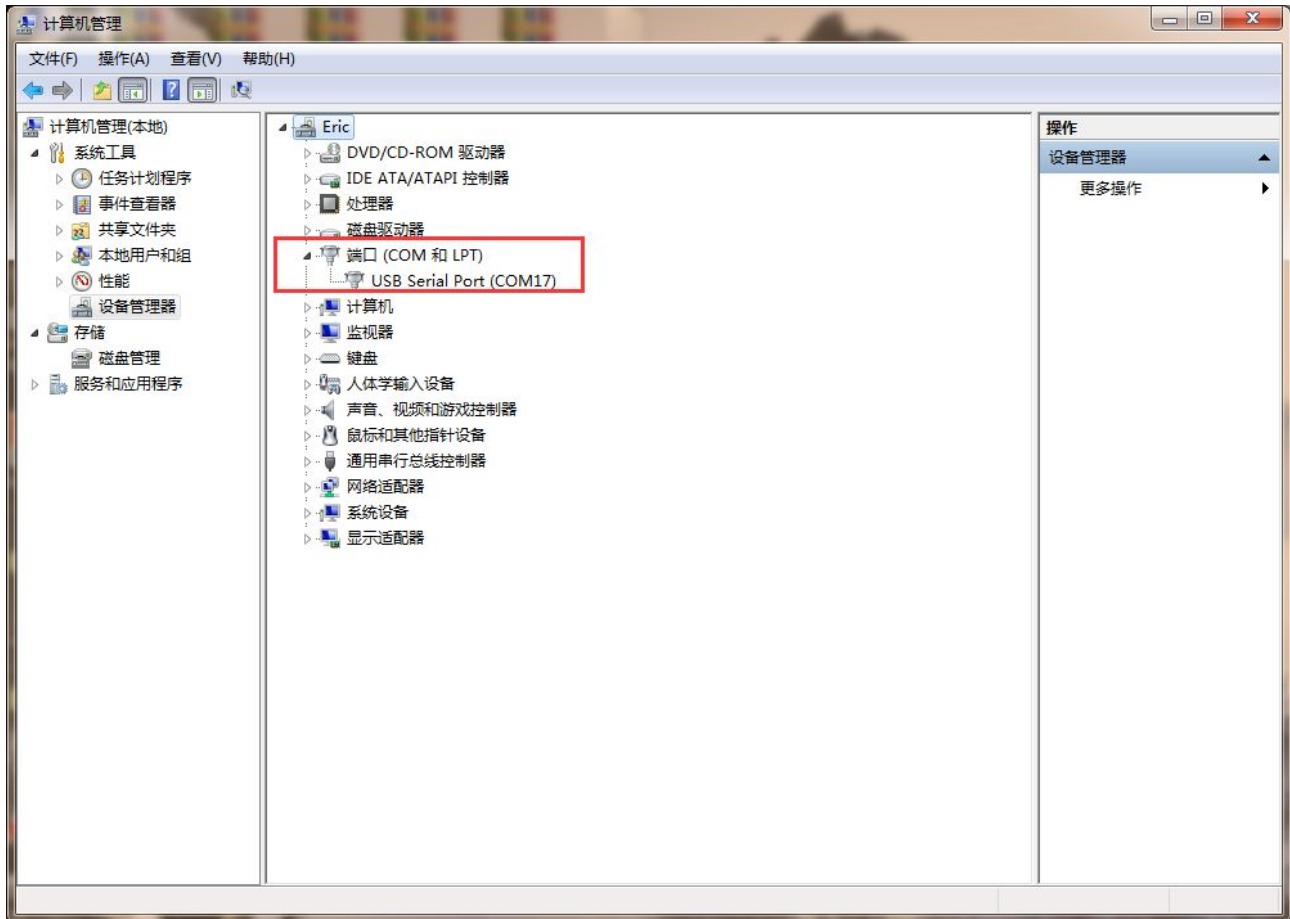 计算机管理
文件(F) 操作(A) 查看(V) 帮助(H)
计算机管理(本地)
系统工具
任务计划程序
事件查看器
共享文件夹
本地用户和组
性能
设备管理器
存储
磁盘管理
服务和应用程序
Eric
DVD/CD-ROM 驱动器
IDE ATA/ATAPI 控制器
处理器
磁盘驱动器
端口 (COM 和 LPT)
USB Serial Port (COM17)
计算机
监视器
键盘
人体学输入设备
声音、视频和游戏控制器
鼠标和其他指针设备
通用串行总线控制器
网络适配器
系统设备
显示适配器
操作
设备管理器
更多操作